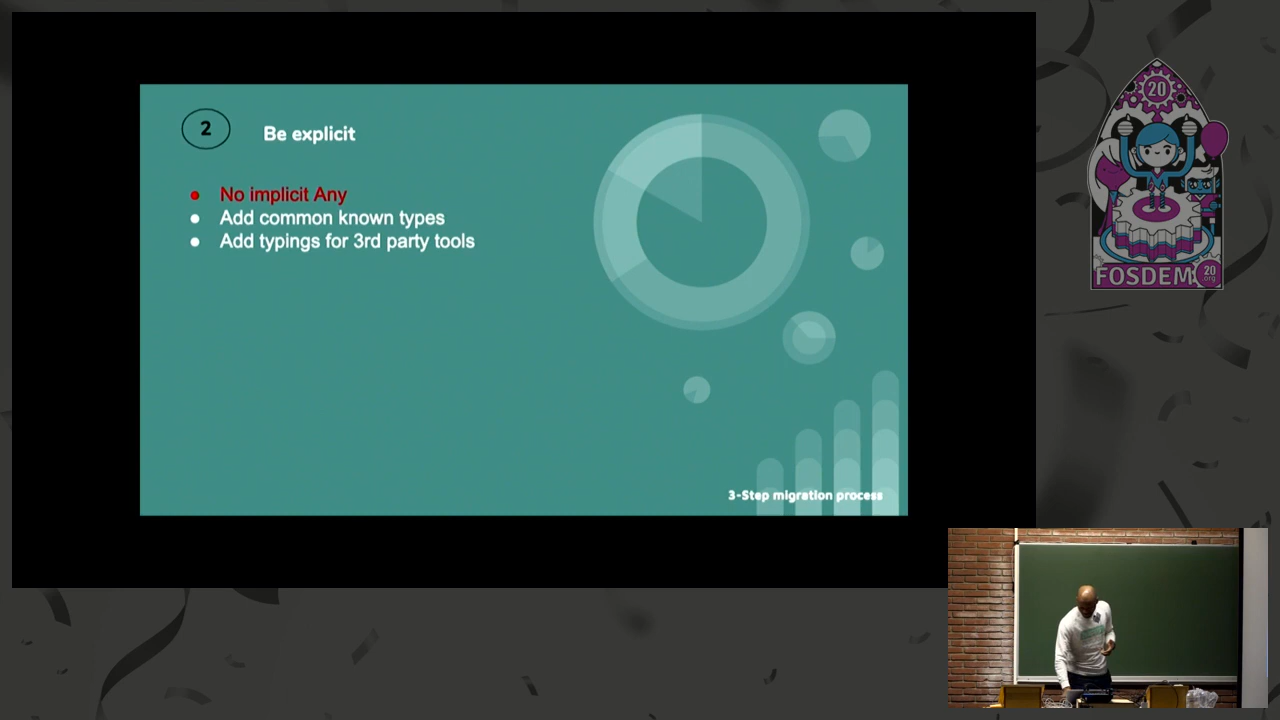 2
Be explicit
No implicit Any
Add common known types
Add typings for 3rd party tools
3-Step migration process
20
FOSDEM
20
.org